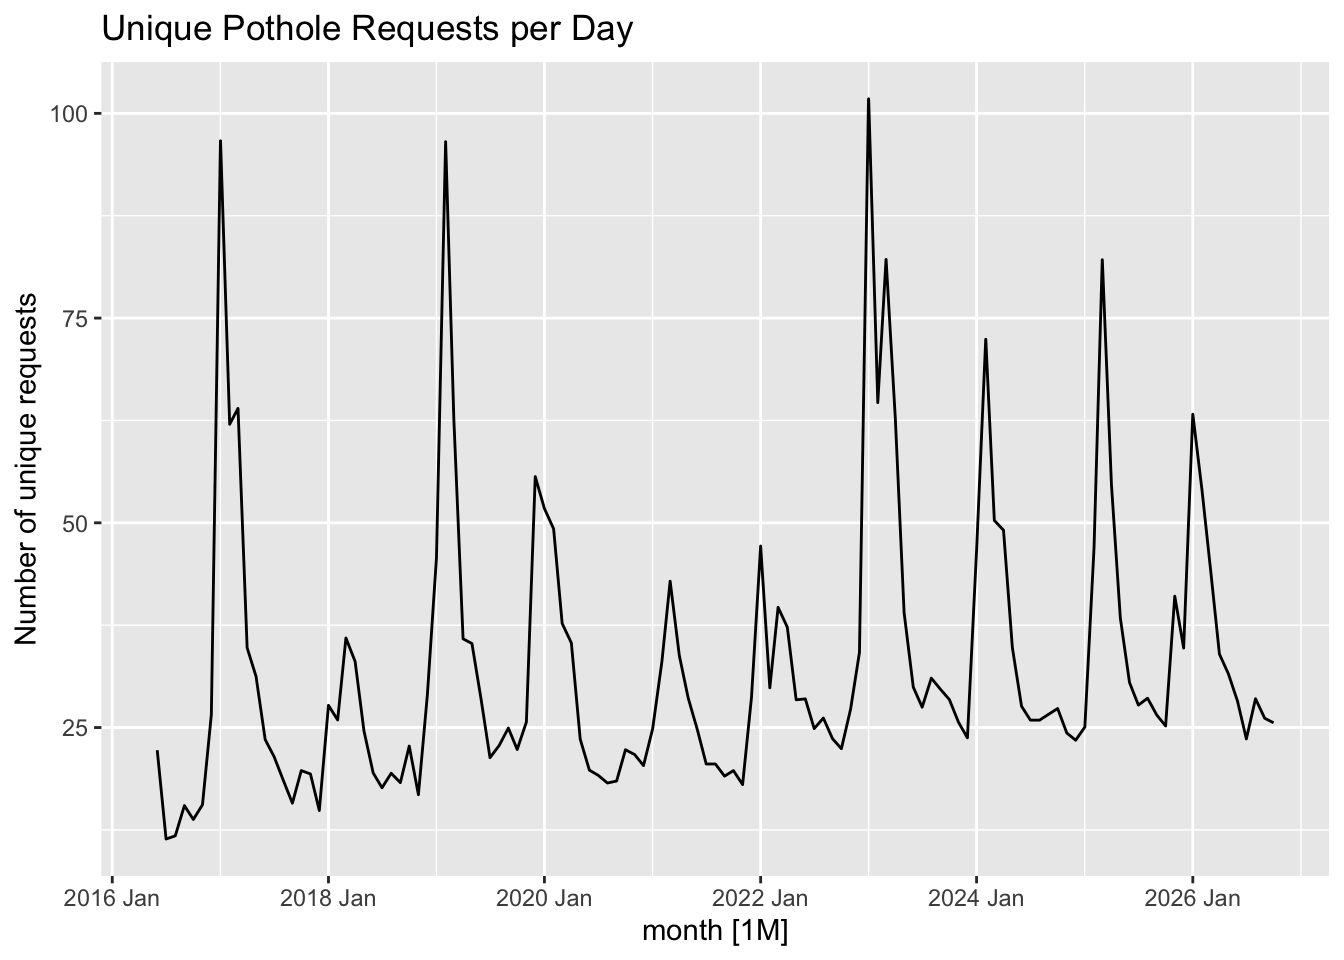 Unique Pothole Requests per Day
Number of unique requests
100
75
50
25
2016 Jan 2018 Jan 2020 Jan 2022 Jan 2024 Jan 2026 Jan
month [1M]